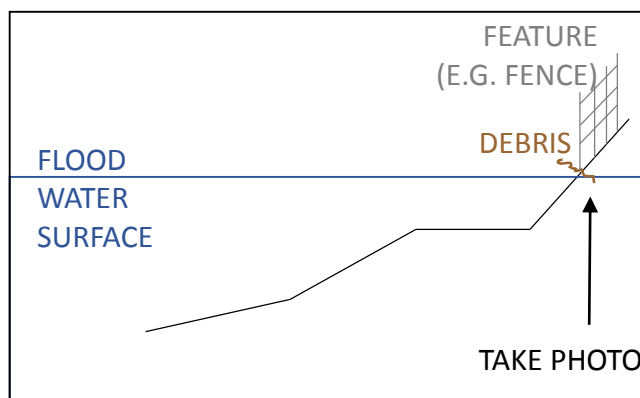 FEATURE
(E.G. FENCE)
DEBRIS
FLOOD
WATER
SURFACE
TAKE PHOTO